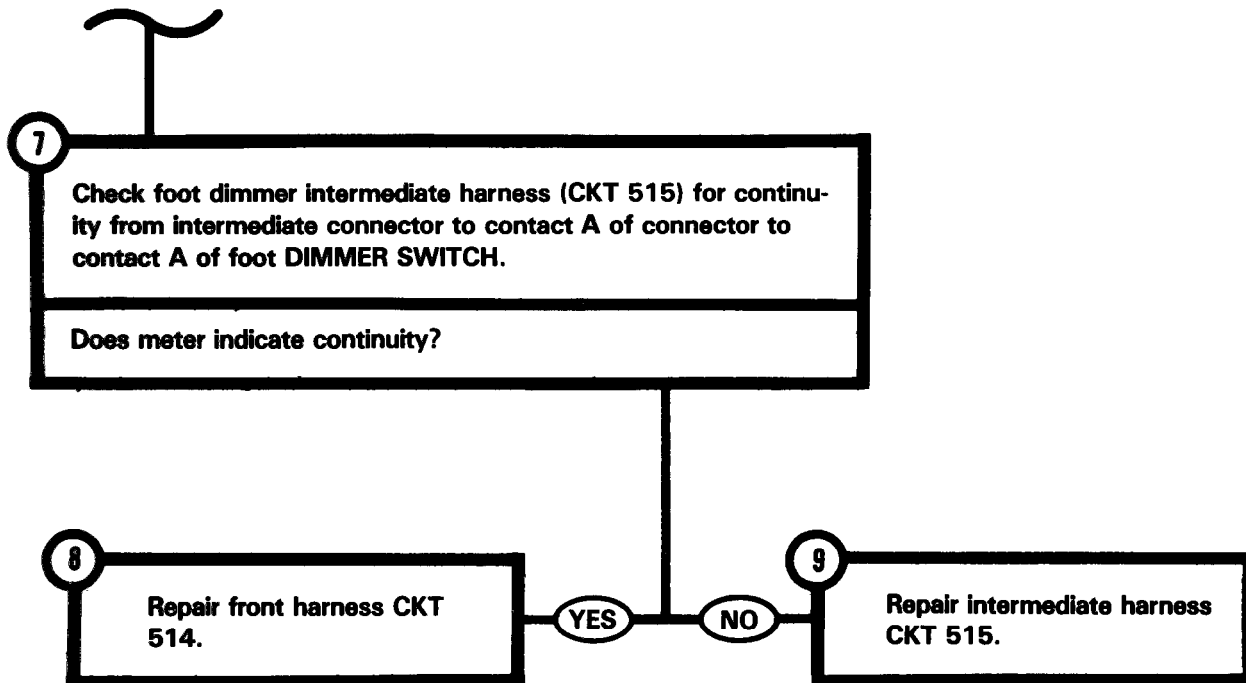 7
Check foot dimmer intermediate harness (CKT 515) for continu-
ity from intermediate connector to contact A of connector to
contact A of foot DIMMER SWITCH.
Does meter indicate continuity?
8
Repair front harness CKT
514.
YES
NO
9
Repair intermediate harness
CKT 515.